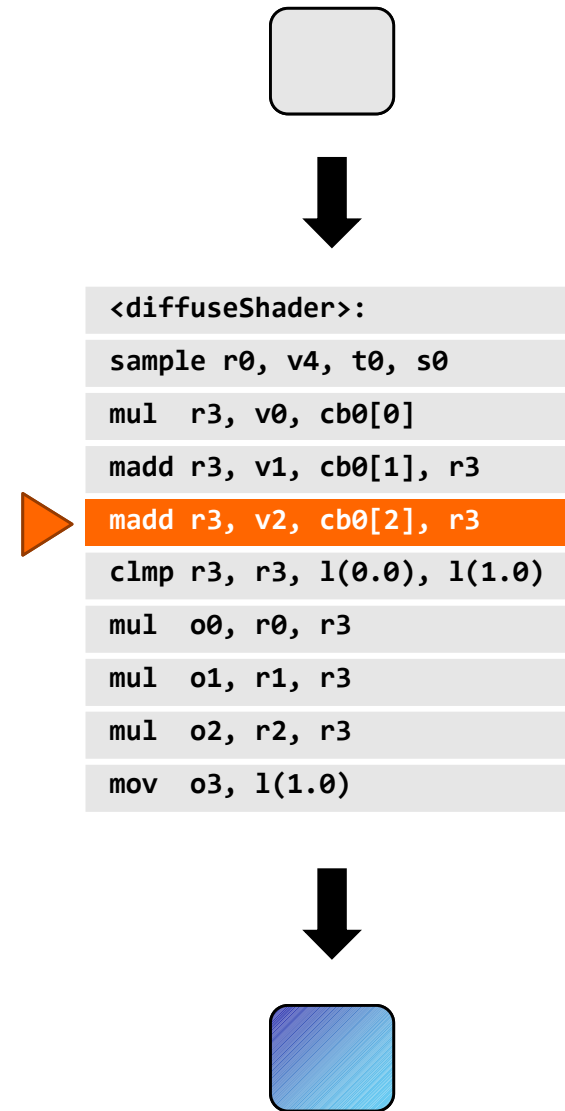 <diffuseShader>:
sample r0, v4, t0, s0
mul  r3, v0, cb0[0]
madd r3, v1, cb0[1], r3
madd r3, v2, cb0[2], r3
clmp r3, r3, l(0.0), l(1.0)
mul  o0, r0, r3
mul  o1, r1, r3
mul  o2, r2, r3
mov  o3, l(1.0)